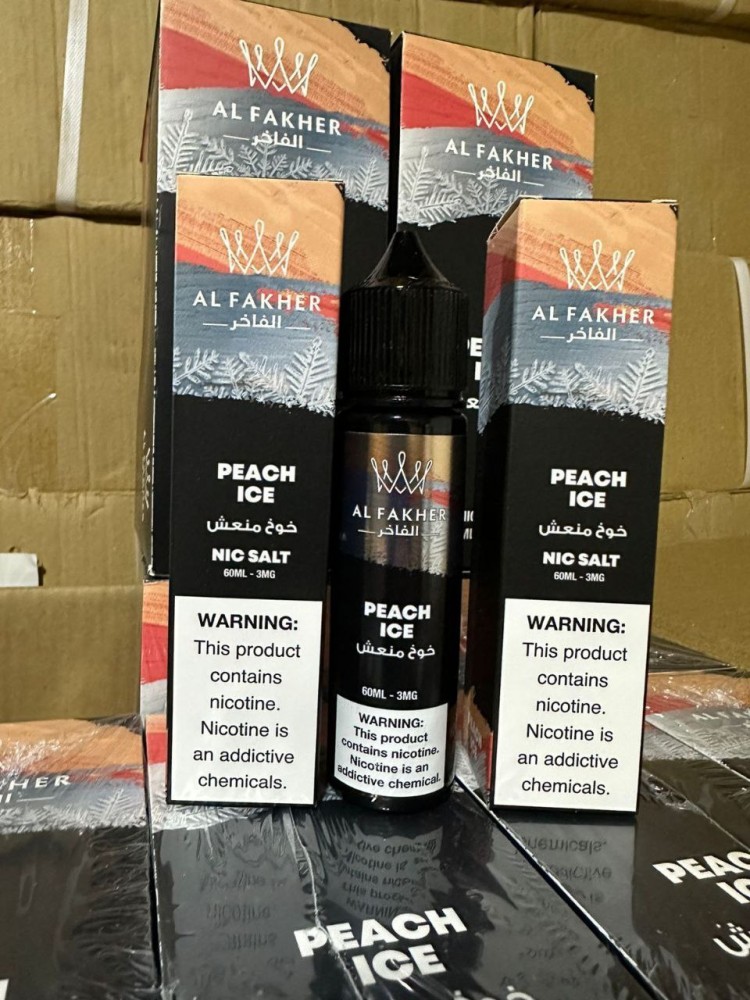 AL FAKHER
الفاخر
AL FAKHER
الفاخر
AL FAKHER
الفاخر
PEACH
ICE
خوخ منعش
NIC SALT
60ML - 3MG
WARNING:
This product
contains
nicotine.
Nicotine is
an addictive
chemicals.
AL FAKHER
الفاخر
PEACH
ICE
خوخ منعش
60ML - 3MG
WARNING:
This product
contains nicotine.
Nicotine is an
addictive chemical.
AL FAKHER
الفاخر
PEACH
ICE
خوخ منعش
NIC SALT
60ML - 3MG
WARNING:
This product
contains
nicotine.
Nicotine is
an addictive
chemicals.
PEACH
ICE